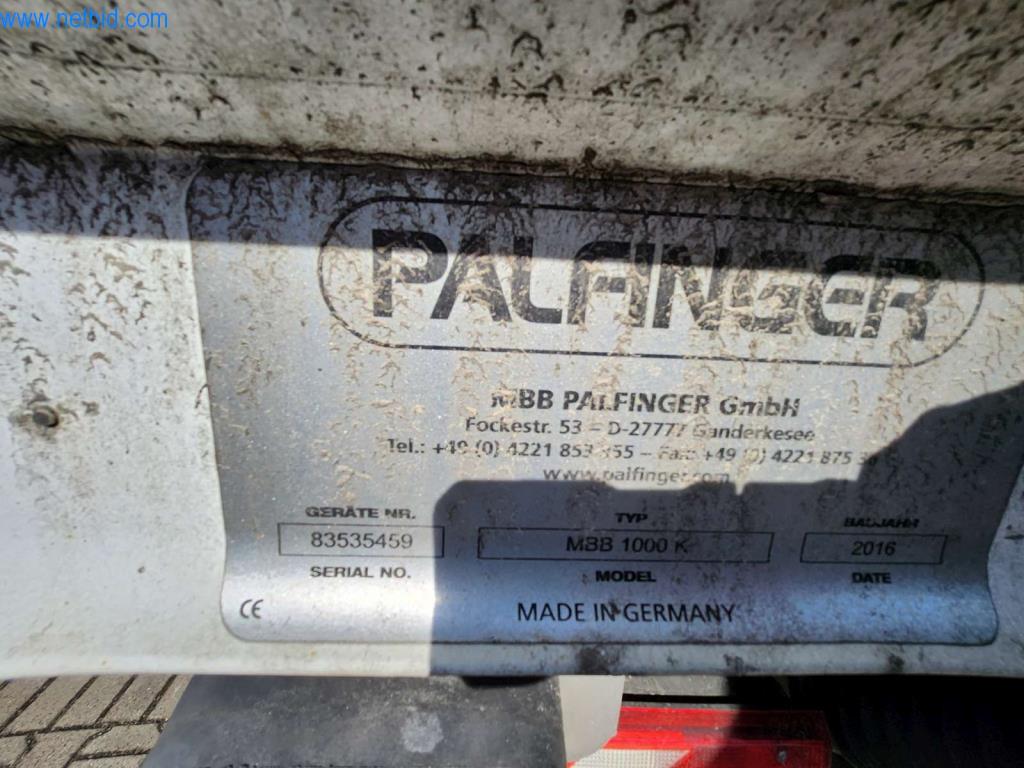 www.netbid.com
PALFINGER
MBB PALFINGER GmbH
Fockestr. 53 – D-27777 Ganderkesee
Tel.: +49 (0) 4221 853 – Fax: +49 (0) 4221 875
www.palfinger.com
GERÄTE NR. TYP BAUJAHR
83535459 MBB 1000 K 2016
SERIAL NO. MODEL DATE
CE MADE IN GERMANY